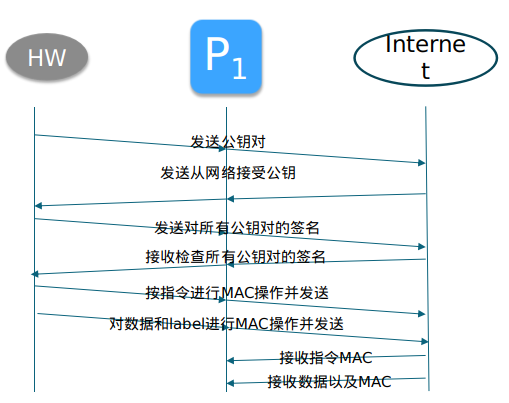 HW
P1
Interne
t
发送公钥对
发送从网络接受公钥
发送对所有公钥对的签名
接收检查所有公钥对的签名
按指令进行MAC操作并发送
对数据和label进行MAC操作并发送
接收指令MAC
接收数据以及MAC